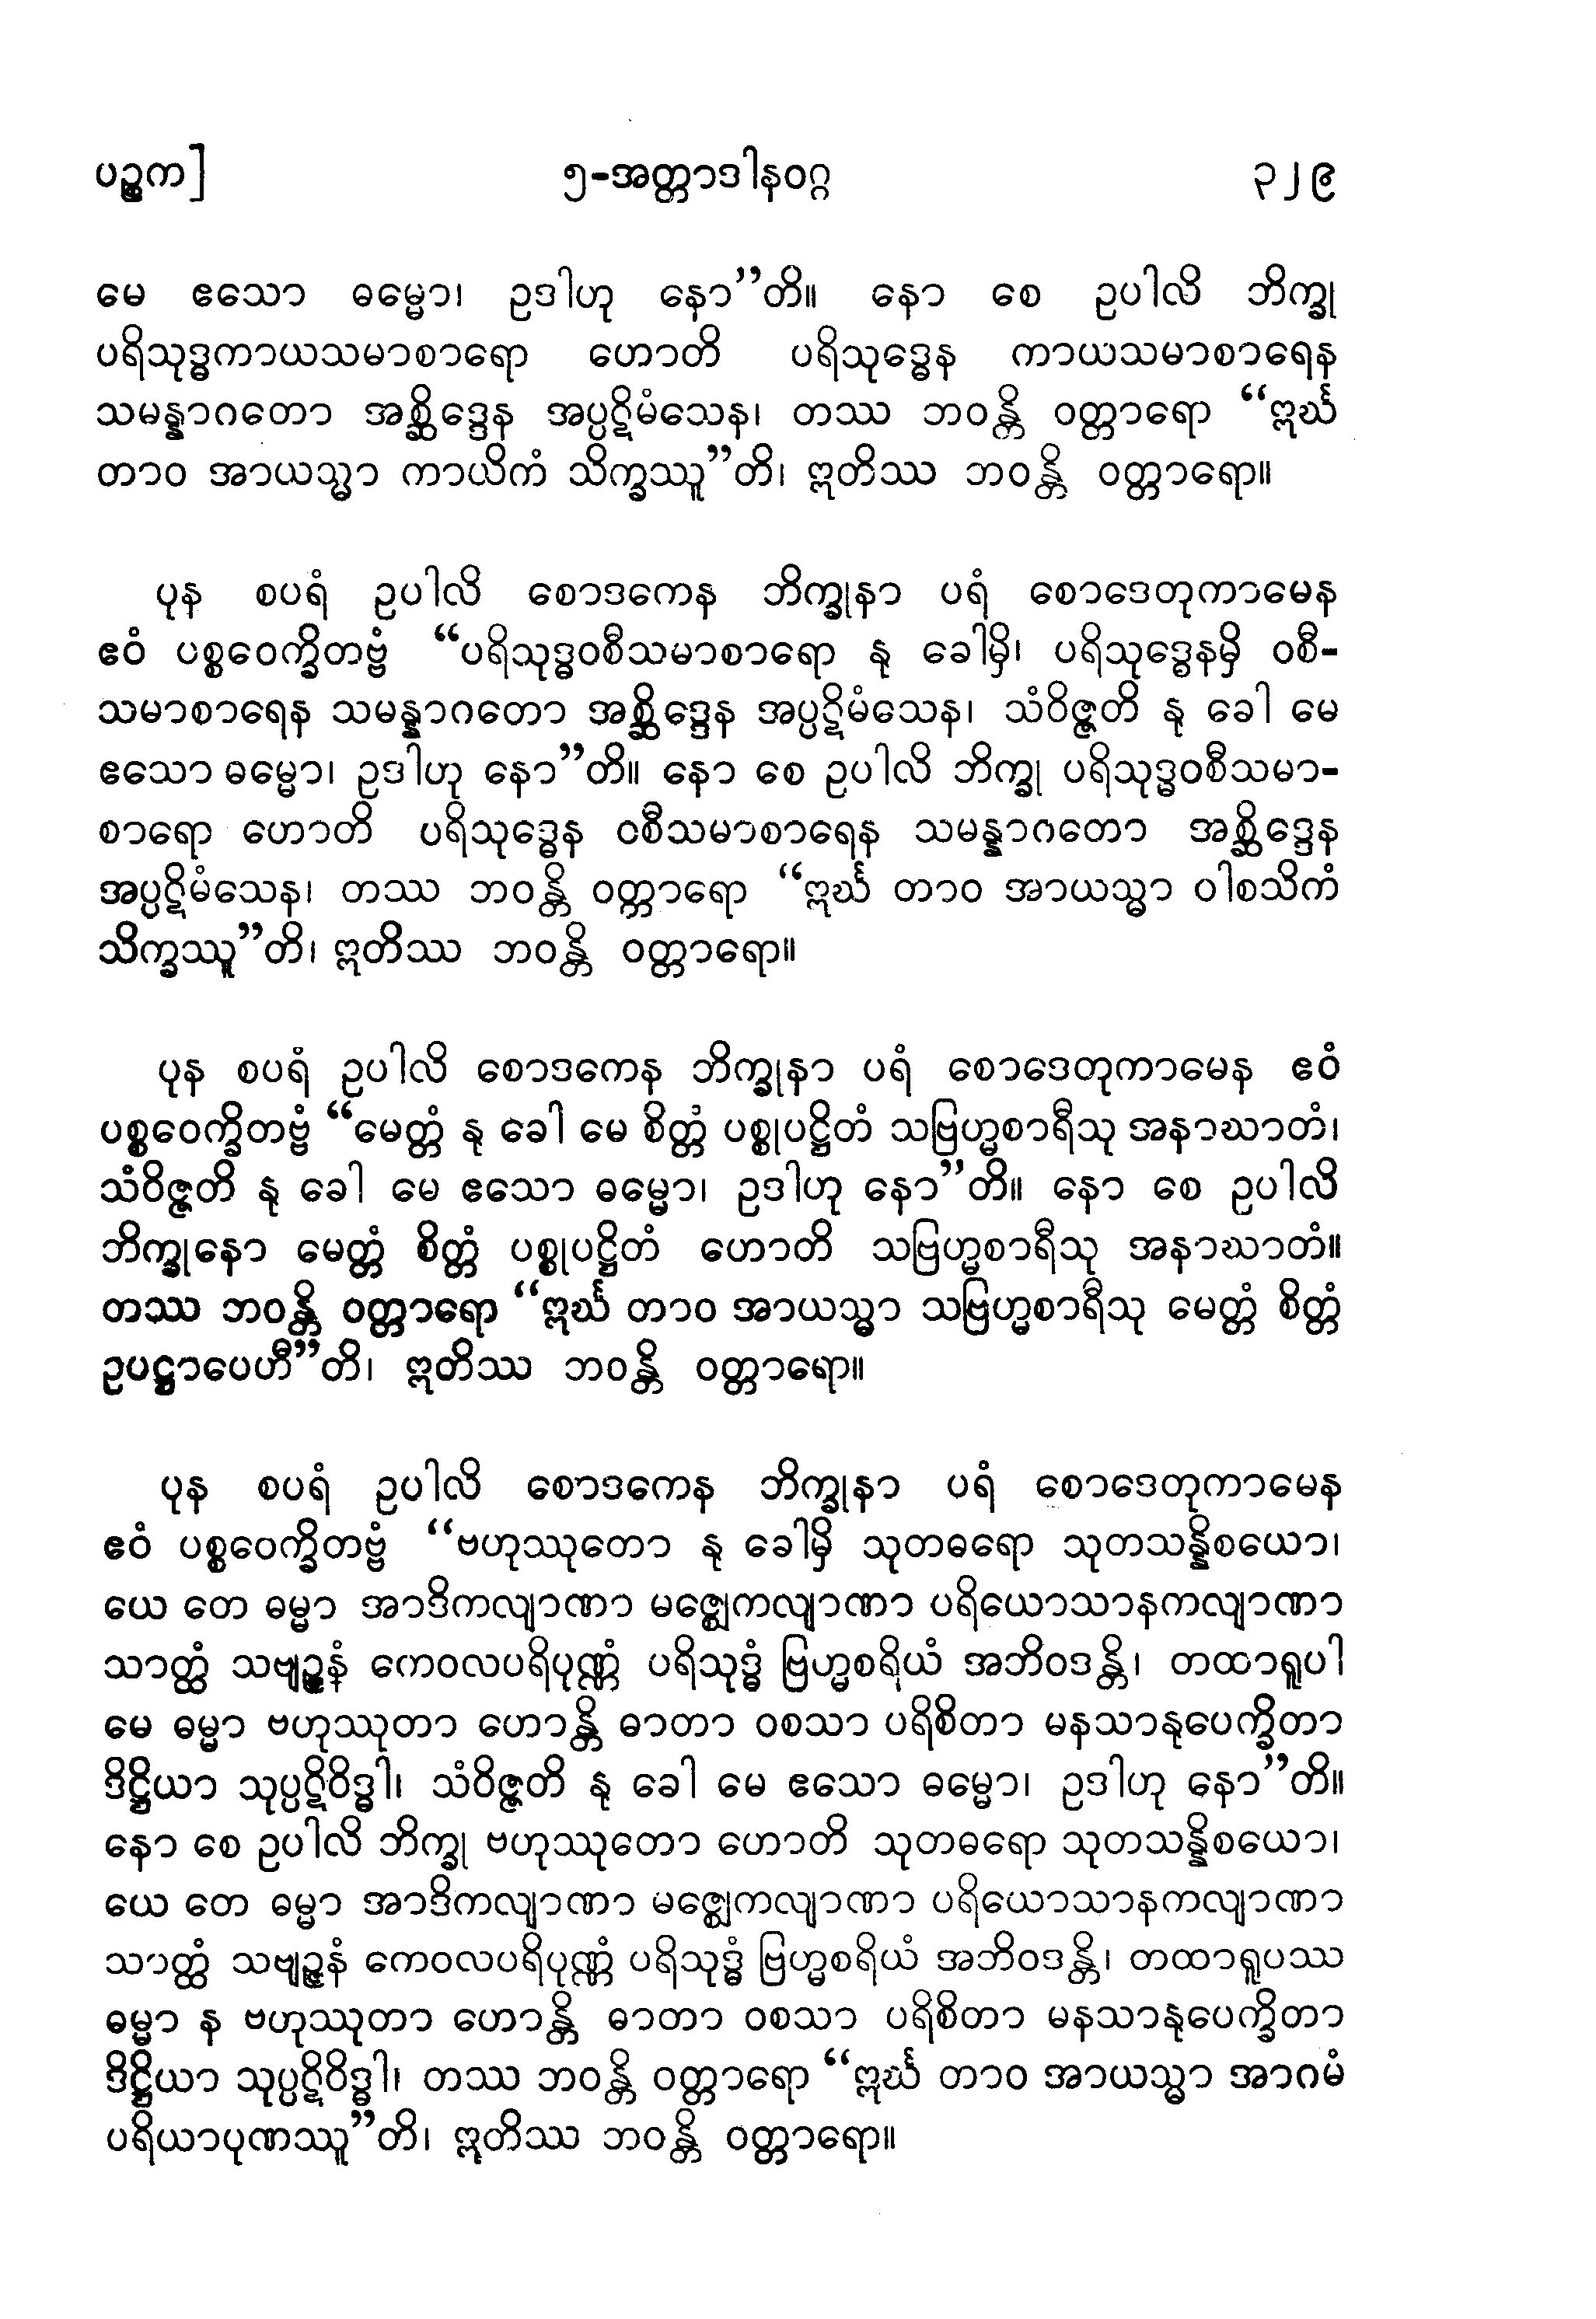 ပဉ္စက]
၅-အတ္တာဒါနဝဂ္ဂ
၃၂၉
မေ ဧသော ဓမ္မော၊ ဥဒါဟု နော”တိ။ နော စေ ဥပါလိ ဘိက္ခု
ပရိသုဒ္ဓကာယသမာစာရော ဟောတိ ပရိသုဒ္ဓေန ကာယသမာစာရေန
သမန္နာဂတော အစ္ဆိဒ္ဒေန အပ္ပဋိမံသေန၊ တဿ ဘဝန္တိ ဝတ္တာရော “ဣင်္ဃ
တာဝ အာယသ္မာ ကာယိကံ သိက္ခဿူ”တိ၊ ဣတိဿ ဘဝန္တိ ဝတ္တာရော။
ပုန စပရံ ဥပါလိ စောဒကေန ဘိက္ခုနာ ပရံ စောဒေတုကာမေန
ဧဝံ ပစ္စဝေက္ခိတဗ္ဗံ “ပရိသုဒ္ဓဝစီသမာစာရော နု ခေါမှိ၊ ပရိသုဒ္ဓေနမှိ ဝစီ-
သမာစာရေန သမန္နာဂတော အစ္ဆိဒ္ဒေန အပ္ပဋိမံသေန၊ သံဝိဇ္ဇတိ နု ခေါ မေ
ဧသော ဓမ္မော၊ ဥဒါဟု နော”တိ။ နော စေ ဥပါလိ ဘိက္ခု ပရိသုဒ္ဓဝစီသမာ-
စာရော ဟောတိ ပရိသုဒ္ဓေန ဝစီသမာစာရေန သမန္နာဂတော အစ္ဆိဒ္ဒေန
အပ္ပဋိမံသေန၊ တဿ ဘဝန္တိ ဝတ္တာရော “ဣင်္ဃ တာဝ အာယသ္မာ ဝါစသိကံ
သိက္ခဿူ”တိ၊ ဣတိဿ ဘဝန္တိ ဝတ္တာရော။
ပုန စပရံ ဥပါလိ စောဒကေန ဘိက္ခုနာ ပရံ စောဒေတုကာမေန ဧဝံ
ပစ္စဝေက္ခိတဗ္ဗံ “မေတ္တံ နု ခေါ မေ စိတ္တံ ပစ္စုပဋ္ဌိတံ သဗြဟ္မစာရီသု အနာဃာတံ၊
သံဝိဇ္ဇတိ နု ခေါ မေ ဧသော ဓမ္မော၊ ဥဒါဟု နော”တိ။ နော စေ ဥပါလိ
ဘိက္ခုနော မေတ္တံ စိတ္တံ ပစ္စုပဋ္ဌိတံ ဟောတိ သဗြဟ္မစာရီသု အနာဃာတံ။
တဿ ဘဝန္တိ ဝတ္တာရော “ဣင်္ဃ တာဝ အာယသ္မာ သဗြဟ္မစာရီသု မေတ္တံ စိတ္တံ
ဥပဋ္ဌာပေဟီ”တိ၊ ဣတိဿ ဘဝန္တိ ဝတ္တာရော။
ပုန စပရံ ဥပါလိ စောဒကေန ဘိက္ခုနာ ပရံ စောဒေတုကာမေန
ဧဝံ ပစ္စဝေက္ခိတဗ္ဗံ “ဗဟုဿုတော နု ခေါမှိ သုတဓရော သုတသန္နိစယော၊
ယေ တေ ဓမ္မာ အာဒိကလျာဏာ မဇ္ဈေကလျာဏာ ပရိယောသာနကလျာဏာ
သာတ္ထံ သဗျဉ္ဇနံ ကေဝလပရိပုဏ္ဏံ ပရိသုဒ္ဓံ ဗြဟ္မစရိယံ အဘိဝဒန္တိ၊ တထာရူပါ
မေ ဓမ္မာ ဗဟုဿုတာ ဟောန္တိ ဓာတာ ဝစသာ ပရိစိတာ မနသာနုပေက္ခိတာ
ဒိဋ္ဌိယာ သုပ္ပဋိဝိဒ္ဓါ၊ သံဝိဇ္ဇတိ နု ခေါ မေ ဧသော ဓမ္မော၊ ဥဒါဟု နော”တိ။
နော စေ ဥပါလိ ဘိက္ခု ဗဟုဿုတော ဟောတိ သုတဓရော သုတသန္နိစယော၊
ယေ တေ ဓမ္မာ အာဒိကလျာဏာ မဇ္ဈေကလျာဏာ ပရိယောသာနကလျာဏာ
သာတ္ထံ သဗျဉ္ဇနံ ကေဝလပရိပုဏ္ဏံ ပရိသုဒ္ဓံ ဗြဟ္မစရိယံ အဘိဝဒန္တိ၊ တထာရူပဿ
ဓမ္မာ န ဗဟုဿုတာ ဟောန္တိ ဓာတာ ဝစသာ ပရိစိတာ မနသာနုပေက္ခိတာ
ဒိဋ္ဌိယာ သုပ္ပဋိဝိဒ္ဓါ၊ တဿ ဘဝန္တိ ဝတ္တာရော “ဣင်္ဃ တာဝ အာယသ္မာ အာဂမံ
ပရိယာပုဏဿူ”တိ၊ ဣတိဿ ဘဝန္တိ ဝတ္တာရော။